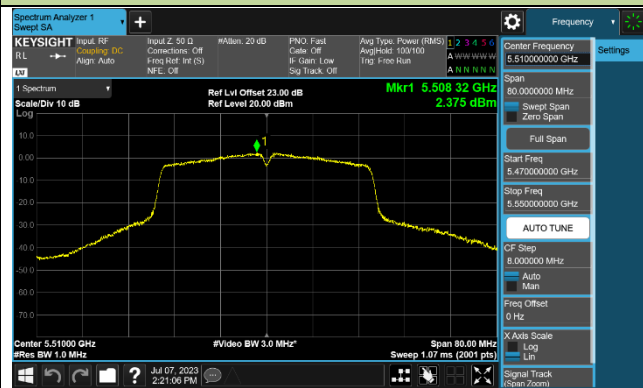 Spectrum Analyzer 1
Swept SA
+
Frequency
KEYSIGHT
RL
LXI
Input: RF
Coupling: DC
Align: Auto
Input Z: 50 Ω
Corrections: Off
Freq Ref: Int (S)
NFE: Off
#Atten: 20 dB
PNO: Fast
Gate: Off
IF Gain: Low
Sig Track: Off
Avg Type: Power (RMS)
Avg|Hold: 100/100
Trig: Free Run
1 2 3 4 5 6
A W W W W W
A N N N N N
1 Spectrum
Scale/Div 10 dB
Log
Ref Lvl Offset 23.00 dB
Ref Level 20.00 dBm
Mkr1 5.508 32 GHz
2.375 dBm
1
10.0
0.00
-10.0
-20.0
-30.0
-40.0
-50.0
-60.0
-70.0
Center 5.51000 GHz
#Res BW 1.0 MHz
#Video BW 3.0 MHz*
Span 80.00 MHz
Sweep 1.07 ms (2001 pts)
Center Frequency
5.510000000 GHz
Settings
Span
80.0000000 MHz
Swept Span
Zero Span
Full Span
Start Freq
5.470000000 GHz
Stop Freq
5.550000000 GHz
AUTO TUNE
CF Step
8.000000 MHz
Auto
Man
Freq Offset
0 Hz
X Axis Scale
Log
Lin
Signal Track
(Span Zoom)
?
Jul 07, 2023
2:21:06 PM